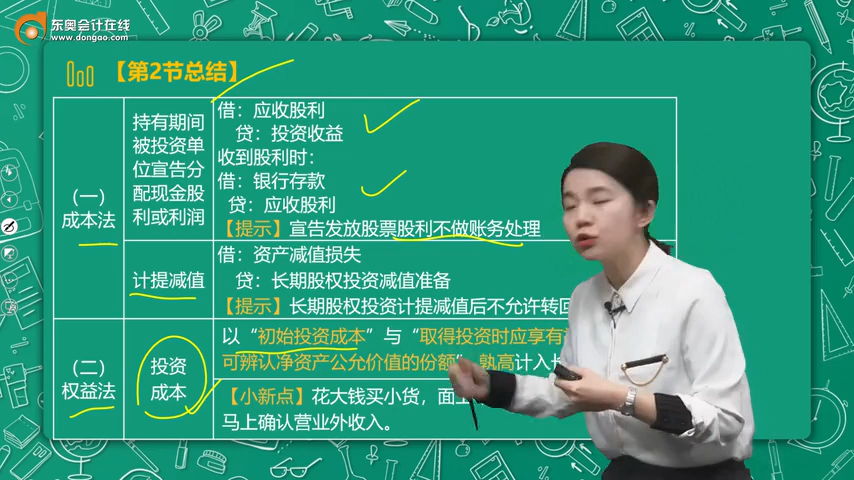 东奥会计在线
www.dongao.com
【第2节总结】
(一)
成本法
持有期间
被投资单
位宣告分
配现金股
利或利润
借：应收股利
贷：投资收益
收到股利时：
借：银行存款
贷：应收股利
【提示】宣告发放股票股利不做账务处理
计提减值
借：资产减值损失
贷：长期股权投资减值准备
【提示】长期股权投资计提减值后不允许转回
(二)
权益法
投资
成本
以“初始投资成本”与“取得投资时应享有
可辨认净资产公允价值的份额”孰高计入长
【小新点】花大钱买小货，面
马上确认营业外收入。